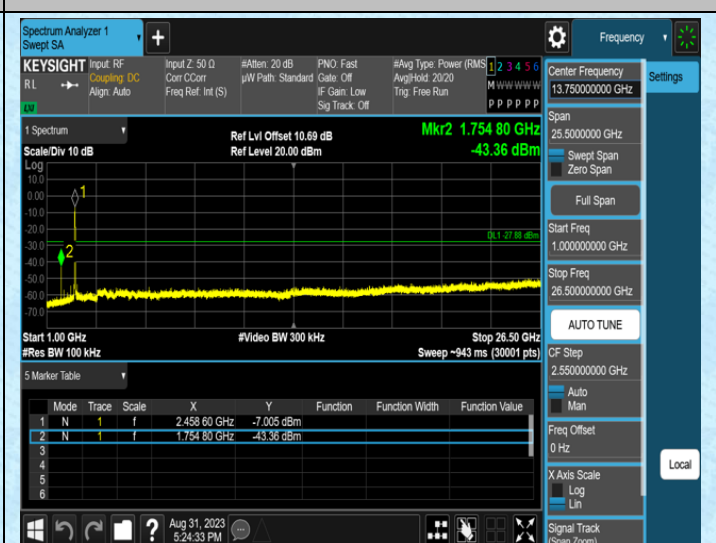 Spectrum Analyzer 1
Swept SA
Frequency
KEYSIGHT
RL
Input: RF
Coupling: DC
Align: Auto
Input Z: 50 Ω
Corr CCorr
Freq Ref: Int (S)
#Atten: 20 dB
µW Path: Standard
PNO: Fast
Gate: Off
IF Gain: Low
Sig Track: Off
#Avg Type: Power (RMS
Avg|Hold: 20/20
Trig: Free Run
1 2 3 4 5 6
M W W W W W
P P P P P P
LXI
1 Spectrum
Scale/Div 10 dB
Ref Lvl Offset 10.69 dB
Ref Level 20.00 dBm
Mkr2 1.754 80 GHz
-43.36 dBm
Log
10.0
0.00
-10.0
-20.0
-30.0
-40.0
-50.0
-60.0
-70.0
1
2
DL1 -27.88 dBm
Start 1.00 GHz
#Res BW 100 kHz
#Video BW 300 kHz
Stop 26.50 GHz
Sweep ~943 ms (30001 pts)
5 Marker Table
Mode Trace Scale X Y Function Function Width Function Value
1 N 1 f 2.458 60 GHz -7.005 dBm
2 N 1 f 1.754 80 GHz -43.36 dBm
3
4
5
6
Aug 31, 2023
5:24:33 PM
Center Frequency
13.750000000 GHz
Settings
Span
25.5000000 GHz
Swept Span
Zero Span
Full Span
Start Freq
1.000000000 GHz
Stop Freq
26.500000000 GHz
AUTO TUNE
CF Step
2.550000000 GHz
Auto
Man
Freq Offset
0 Hz
Local
X Axis Scale
Log
Lin
Signal Track
(Span Zoom)